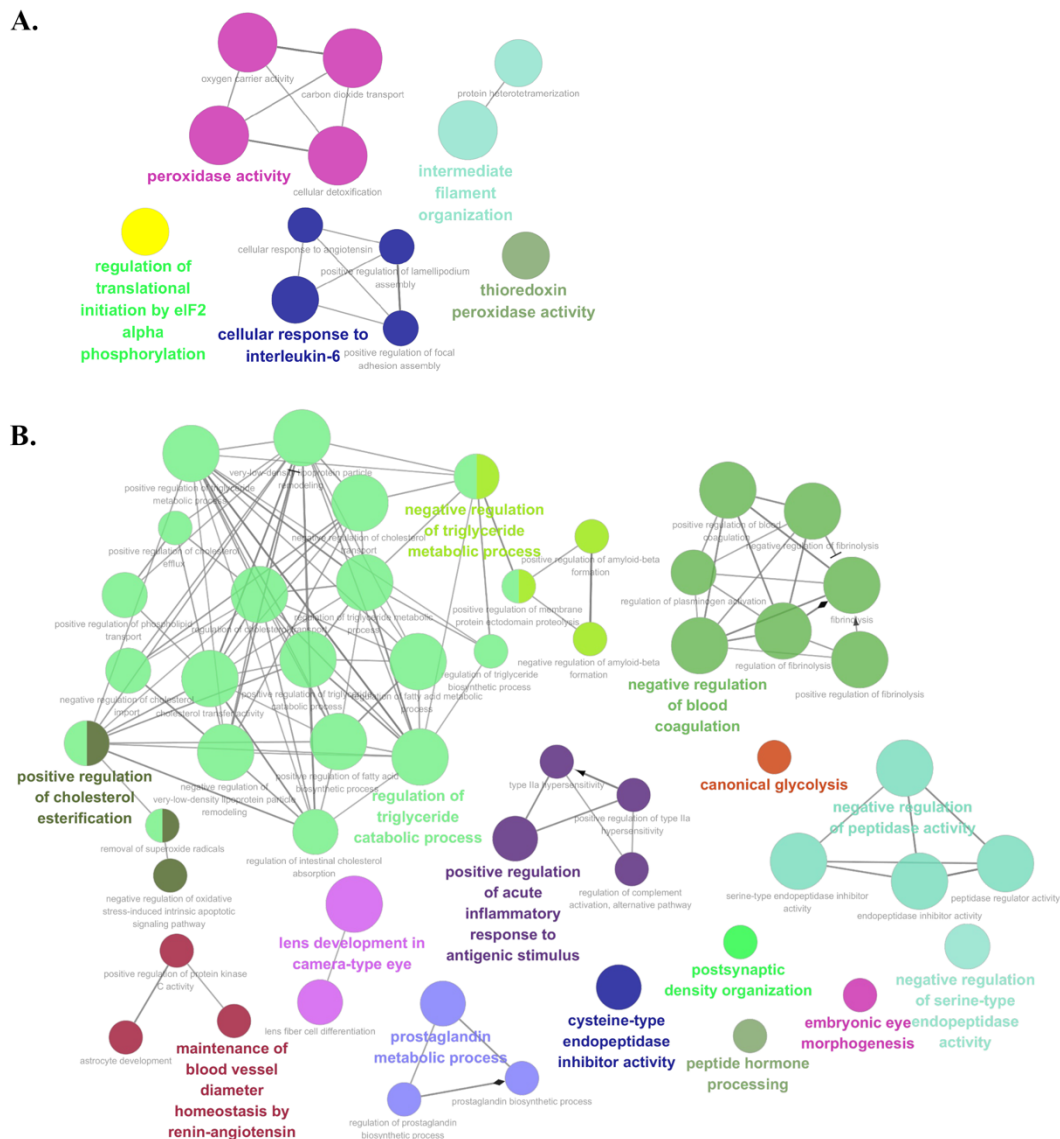 A.
oxygen carrier activity
carbon dioxide transport
peroxidase activity
cellular detoxification
protein heterotetramerization
intermediate
filament
organization
regulation of
translational
initiation by eIF2
alpha
phosphorylation
cellular response to angiotensin
positive regulation of lamellipodium
assembly
cellular response to
interleukin-6
positive regulation of focal
adhesion assembly
thioredoxin
peroxidase activity
B.
very-low-density lipoprotein particle
remodeling
positive regulation of triglyceride
metabolic process
negative regulation of cholesterol
transport
positive regulation of cholesterol
efflux
negative regulation
of triglyceride
metabolic process
positive regulation of amyloid-beta
formation
positive regulation of membrane
protein ectodomain proteolysis
negative regulation of amyloid-beta
formation
positive regulation of phospholipid
transport
regulation of cholesterol transport
regulation of triglyceride metabolic
process
regulation of triglyceride
biosynthetic process
negative regulation of cholesterol
import
cholesterol transfer activity
positive regulation of triglyceride
catabolic process
regulation of fatty acid metabolic
process
positive regulation
of cholesterol
esterification
negative regulation of
very-low-density lipoprotein particle
remodeling
positive regulation of fatty acid
biosynthetic process
regulation of
triglyceride
catabolic process
removal of superoxide radicals
regulation of intestinal cholesterol
absorption
negative regulation of oxidative
stress-induced intrinsic apoptotic
signaling pathway
positive regulation of blood
coagulation
negative regulation of fibrinolysis
regulation of plasminogen activation
fibrinolysis
regulation of fibrinolysis
positive regulation of fibrinolysis
negative regulation
of blood
coagulation
type IIa hypersensitivity
positive regulation of type IIa
hypersensitivity
positive regulation
of acute
inflammatory
response to
antigenic stimulus
regulation of complement
activation, alternative pathway
canonical glycolysis
negative regulation
of peptidase activity
serine-type endopeptidase inhibitor
activity
endopeptidase inhibitor activity
peptidase regulator activity
lens development in
camera-type eye
lens fiber cell differentiation
positive regulation of protein kinase
C activity
astrocyte development
maintenance of
blood vessel
diameter
homeostasis by
renin-angiotensin
prostaglandin
metabolic process
prostaglandin biosynthetic process
regulation of prostaglandin
biosynthetic process
cysteine-type
endopeptidase
inhibitor activity
postsynaptic
density organization
peptide hormone
processing
embryonic eye
morphogenesis
negative regulation
of serine-type
endopeptidase
activity